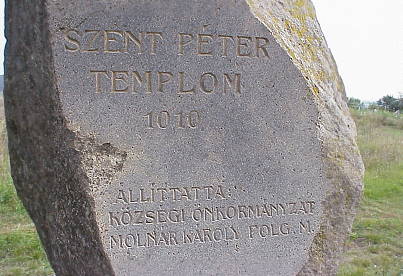 SZENT PÉTER
TEMPLOM
1010
ÁLLÍTTATTA:
KÖZSÉGI ÖNKORMÁNYZAT
MOLNÁR KÁROLY POLG. M.